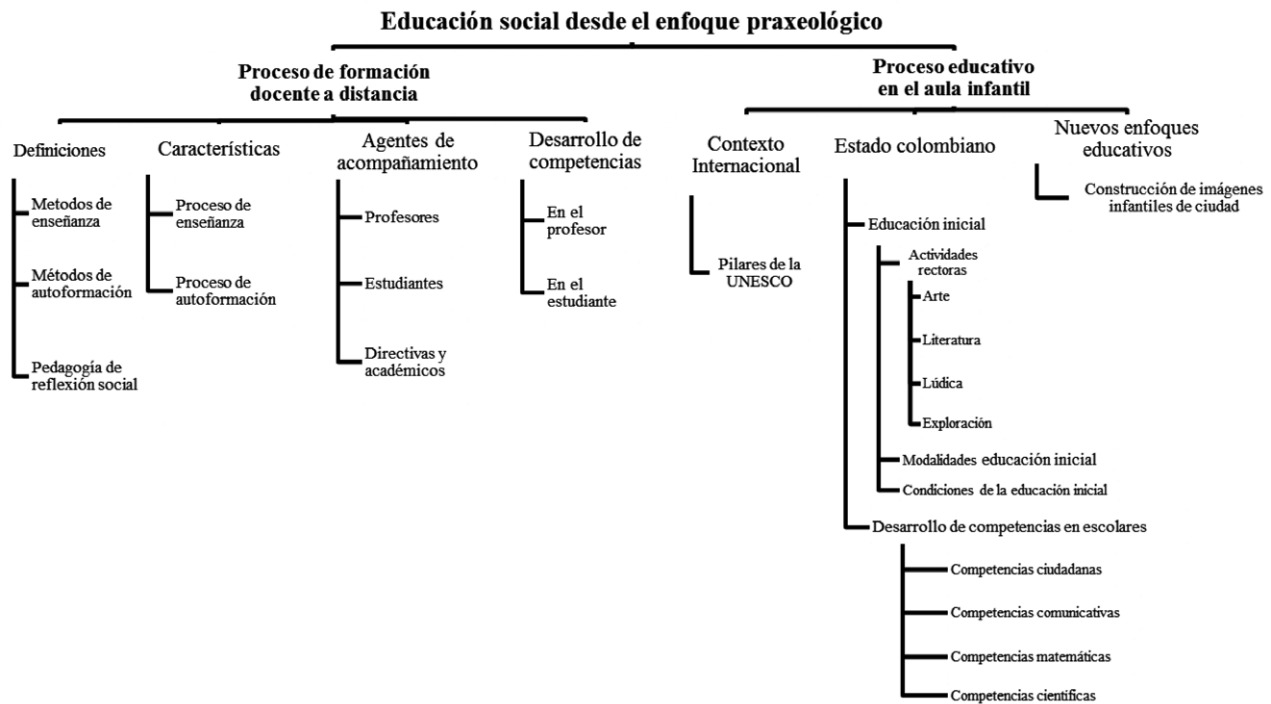 Educación social desde el enfoque praxeológico
Proceso de formación
docente a distancia
Definiciones
Metodos de
enseñanza
Métodos de
autoformación
Pedagogía de
reflexión social
Características
Proceso de
enseñanza
Proceso de
autoformación
Agentes de
acompañamiento
Profesores
Estudiantes
Directivas y
académicos
Desarrollo de
competencias
En el
profesor
En el
estudiante
Proceso educativo
en el aula infantil
Contexto
Internacional
Pilares de la
UNESCO
Estado colombiano
Educación inicial
Actividades
rectoras
Arte
Literatura
Lúdica
Exploración
Modalidades educación inicial
Condiciones de la educación inicial
Desarrollo de competencias en escolares
Competencias ciudadanas
Competencias comunicativas
Competencias matemáticas
Competencias científicas
Nuevos enfoques
educativos
Construcción de imágenes
infantiles de ciudad